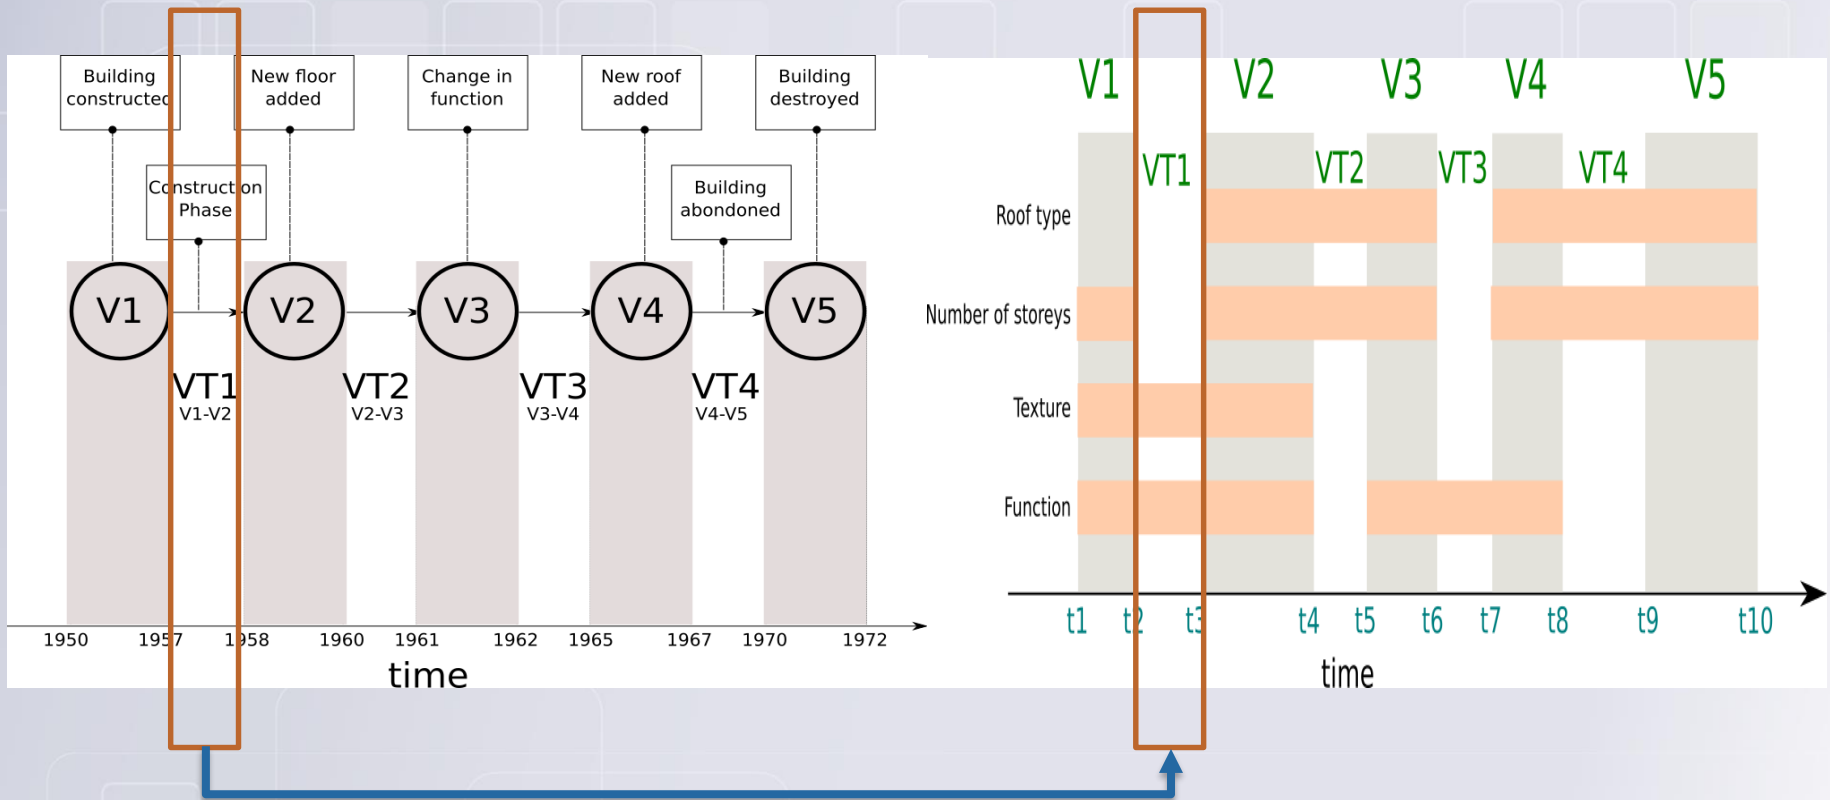 Building
constructed
New floor
added
Change in
function
New roof
added
Building
destroyed
Construction
Phase
Building
abondoned
V1
V2
V3
V4
V5
VT1
V1-V2
VT2
V2-V3
VT3
V3-V4
VT4
V4-V5
1950
1957
1958
1960
1961
1962
1965
1967
1970
1972
time
V1
V2
V3
V4
V5
VT1
VT2
VT3
VT4
Roof type
Number of storeys
Texture
Function
t1
t2
t3
t4
t5
t6
t7
t8
t9
t10
time